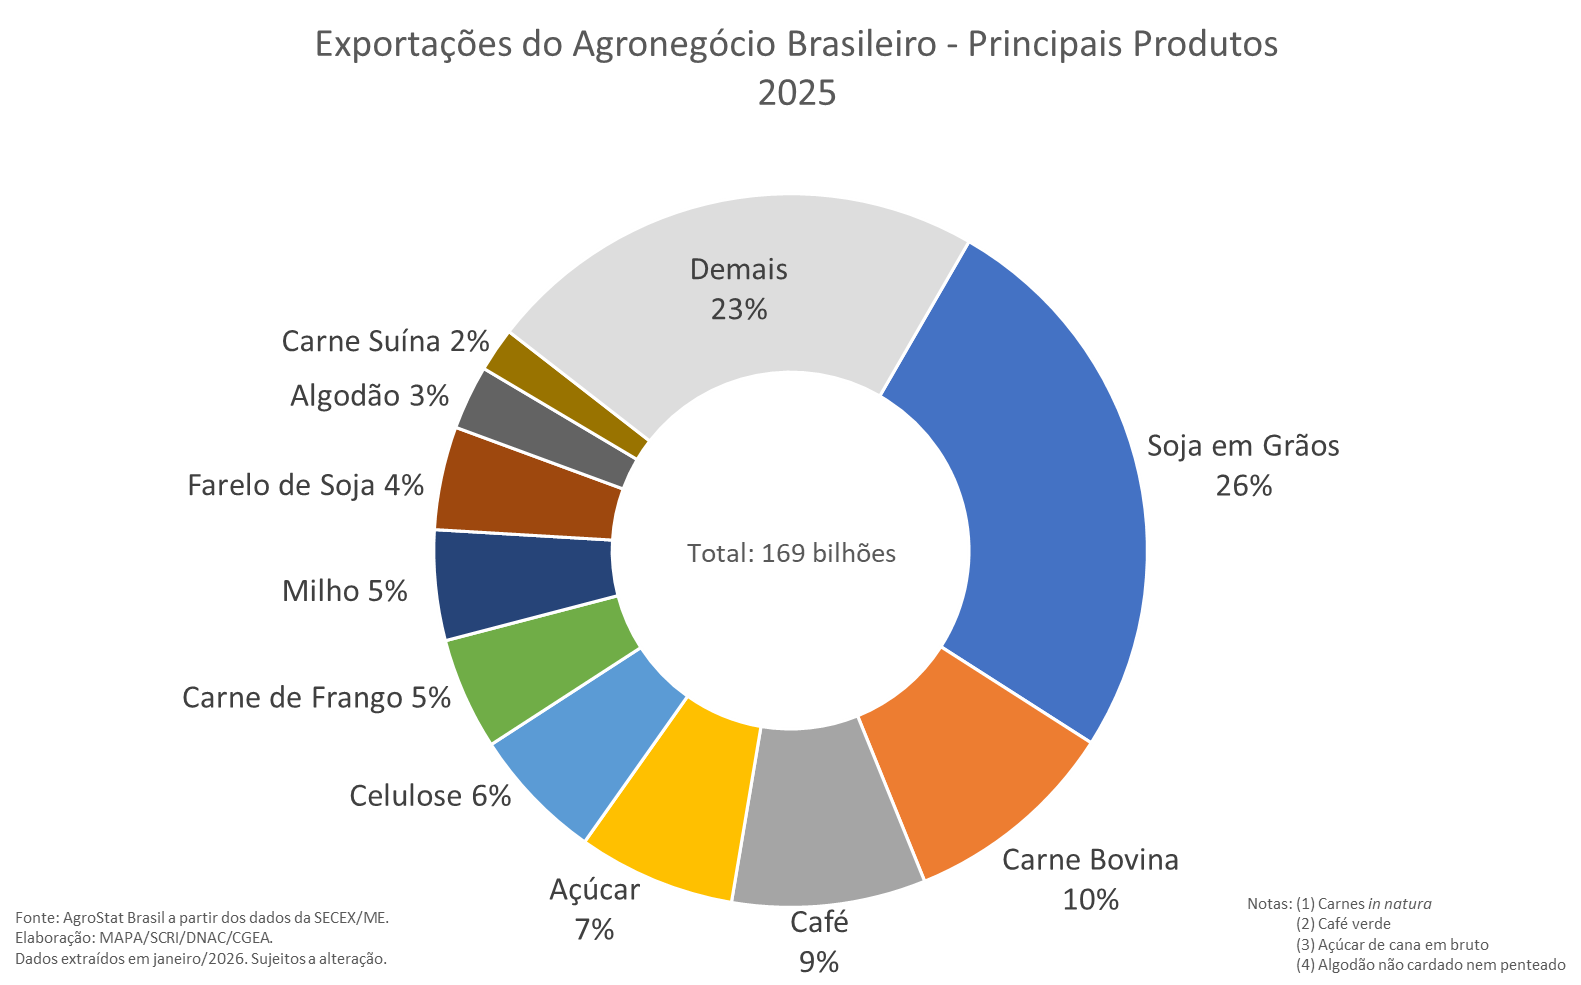 Exportações do Agronegócio Brasileiro - Principais Produtos
2025
Demais
23%
Carne Suína 2%
Algodão 3%
Soja em Grãos
26%
Farelo de Soja 4%
Total: 169 bilhões
Milho 5%
Carne de Frango 5%
Celulose 6%
Carne Bovina
10%
Açúcar
7%
Café
9%
Fonte: AgroStat Brasil a partir dos dados da SECEX/ME.
Elaboração: MAPA/SCRI/DNAC/CGEA.
Dados extraídos em janeiro/2026. Sujeitos a alteração.
Notas: (1) Carnes in natura
(2) Café verde
(3) Açúcar de cana em bruto
(4) Algodão não cardado nem penteado